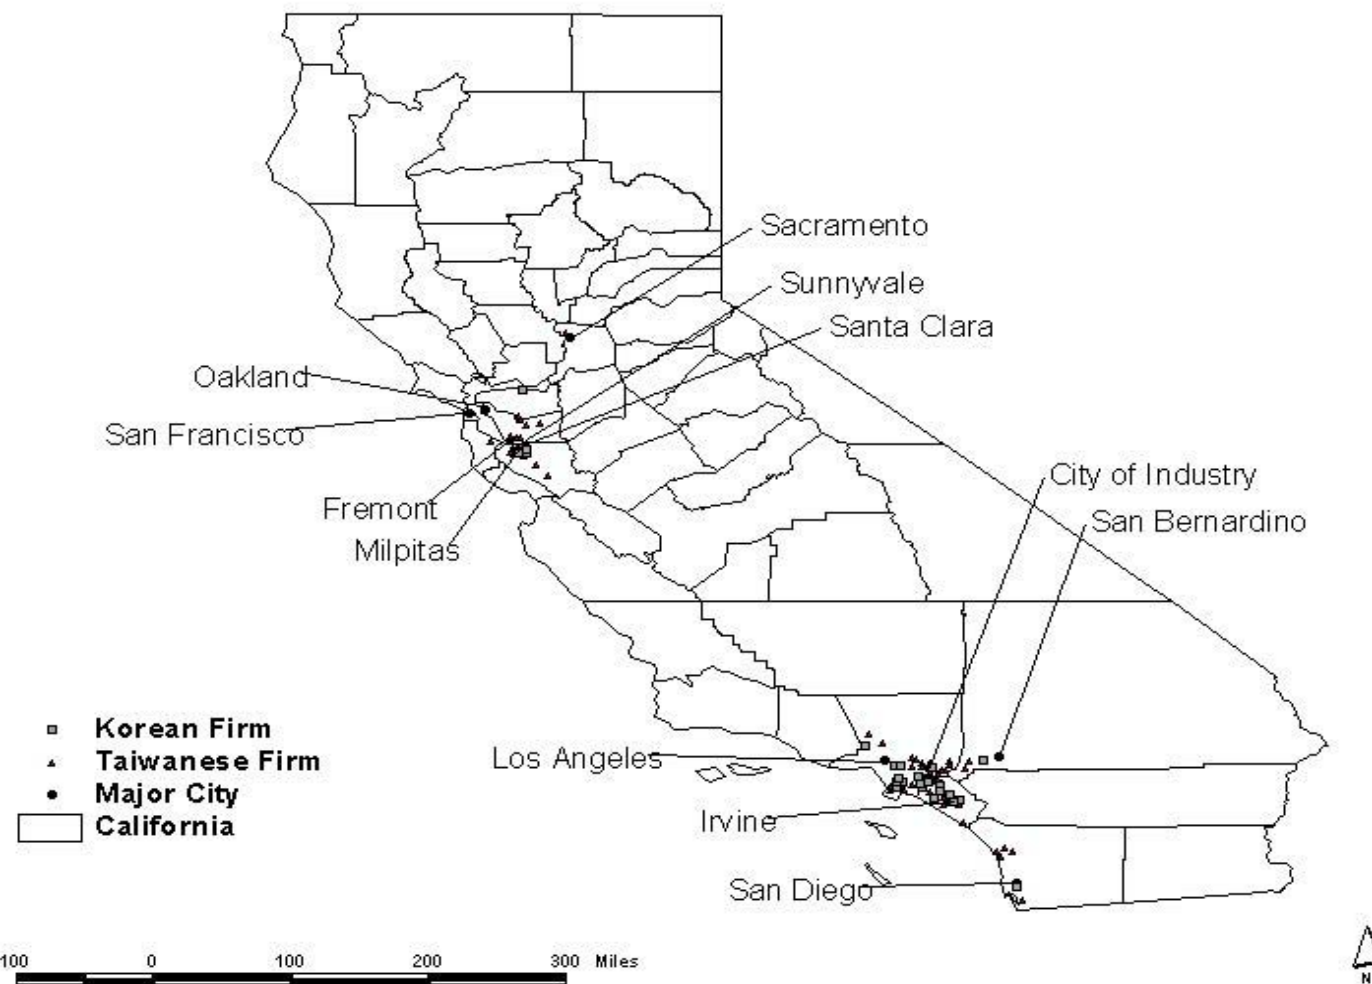 Sacramento
Sunnyvale
Santa Clara
Oakland
San Francisco
City of Industry
Fremont
San Bernardino
Milpitas
Korean Firm
Los Angeles
Taiwanese Firm
Major City
California
Irvine
San Diego
100 0 100 200 300 Miles
N